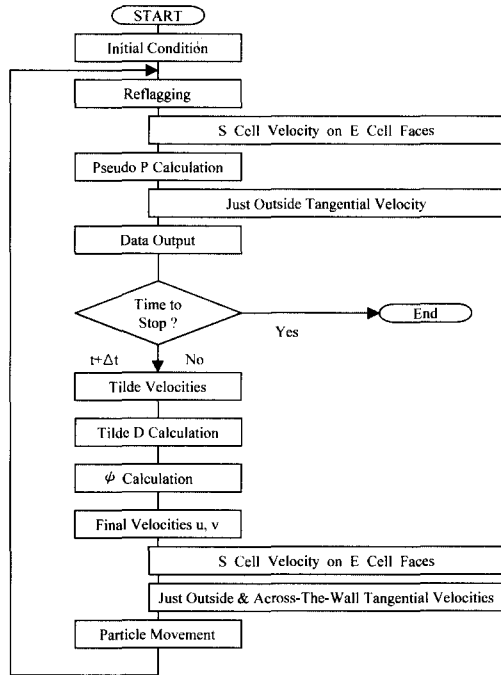 START
Initial Condition
Reflagging
S Cell Velocity on E Cell Faces
Pseudo P Calculation
Just Outside Tangential Velocity
Data Output
Time to
Stop ?
End
Yes
t+Δt
No
Tilde Velocities
Tilde D Calculation
ψ Calculation
Final Velocities u, v
S Cell Velocity on E Cell Faces
Just Outside & Across-The-Wall Tangential Velocities
Particle Movement